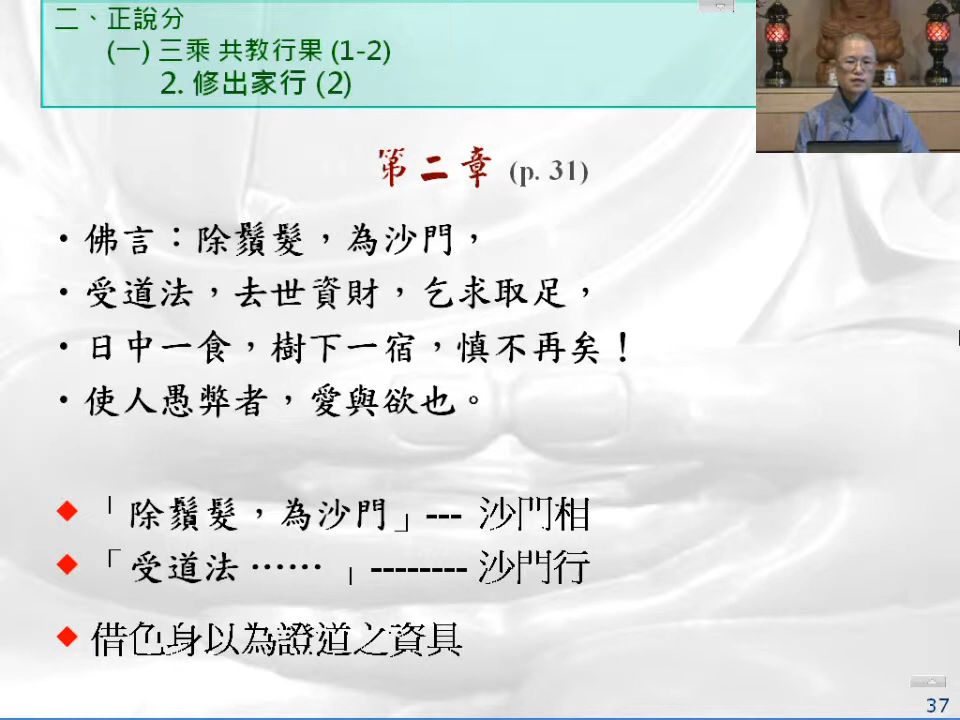 二、正說分
(一) 三乘 共教行果 (1-2)
2. 修出家行 (2)
第二章 (p. 31)
•佛言：除鬚髮，為沙門，
•受道法，去世資財，乞求取足，
•日中一食，樹下一宿，慎不再矣！
•使人愚弊者，愛與欲也。
◆「除鬚髮，為沙門」--- 沙門相
◆「受道法 ⋯⋯ 」-------- 沙門行
◆ 借色身以為證道之資具
37